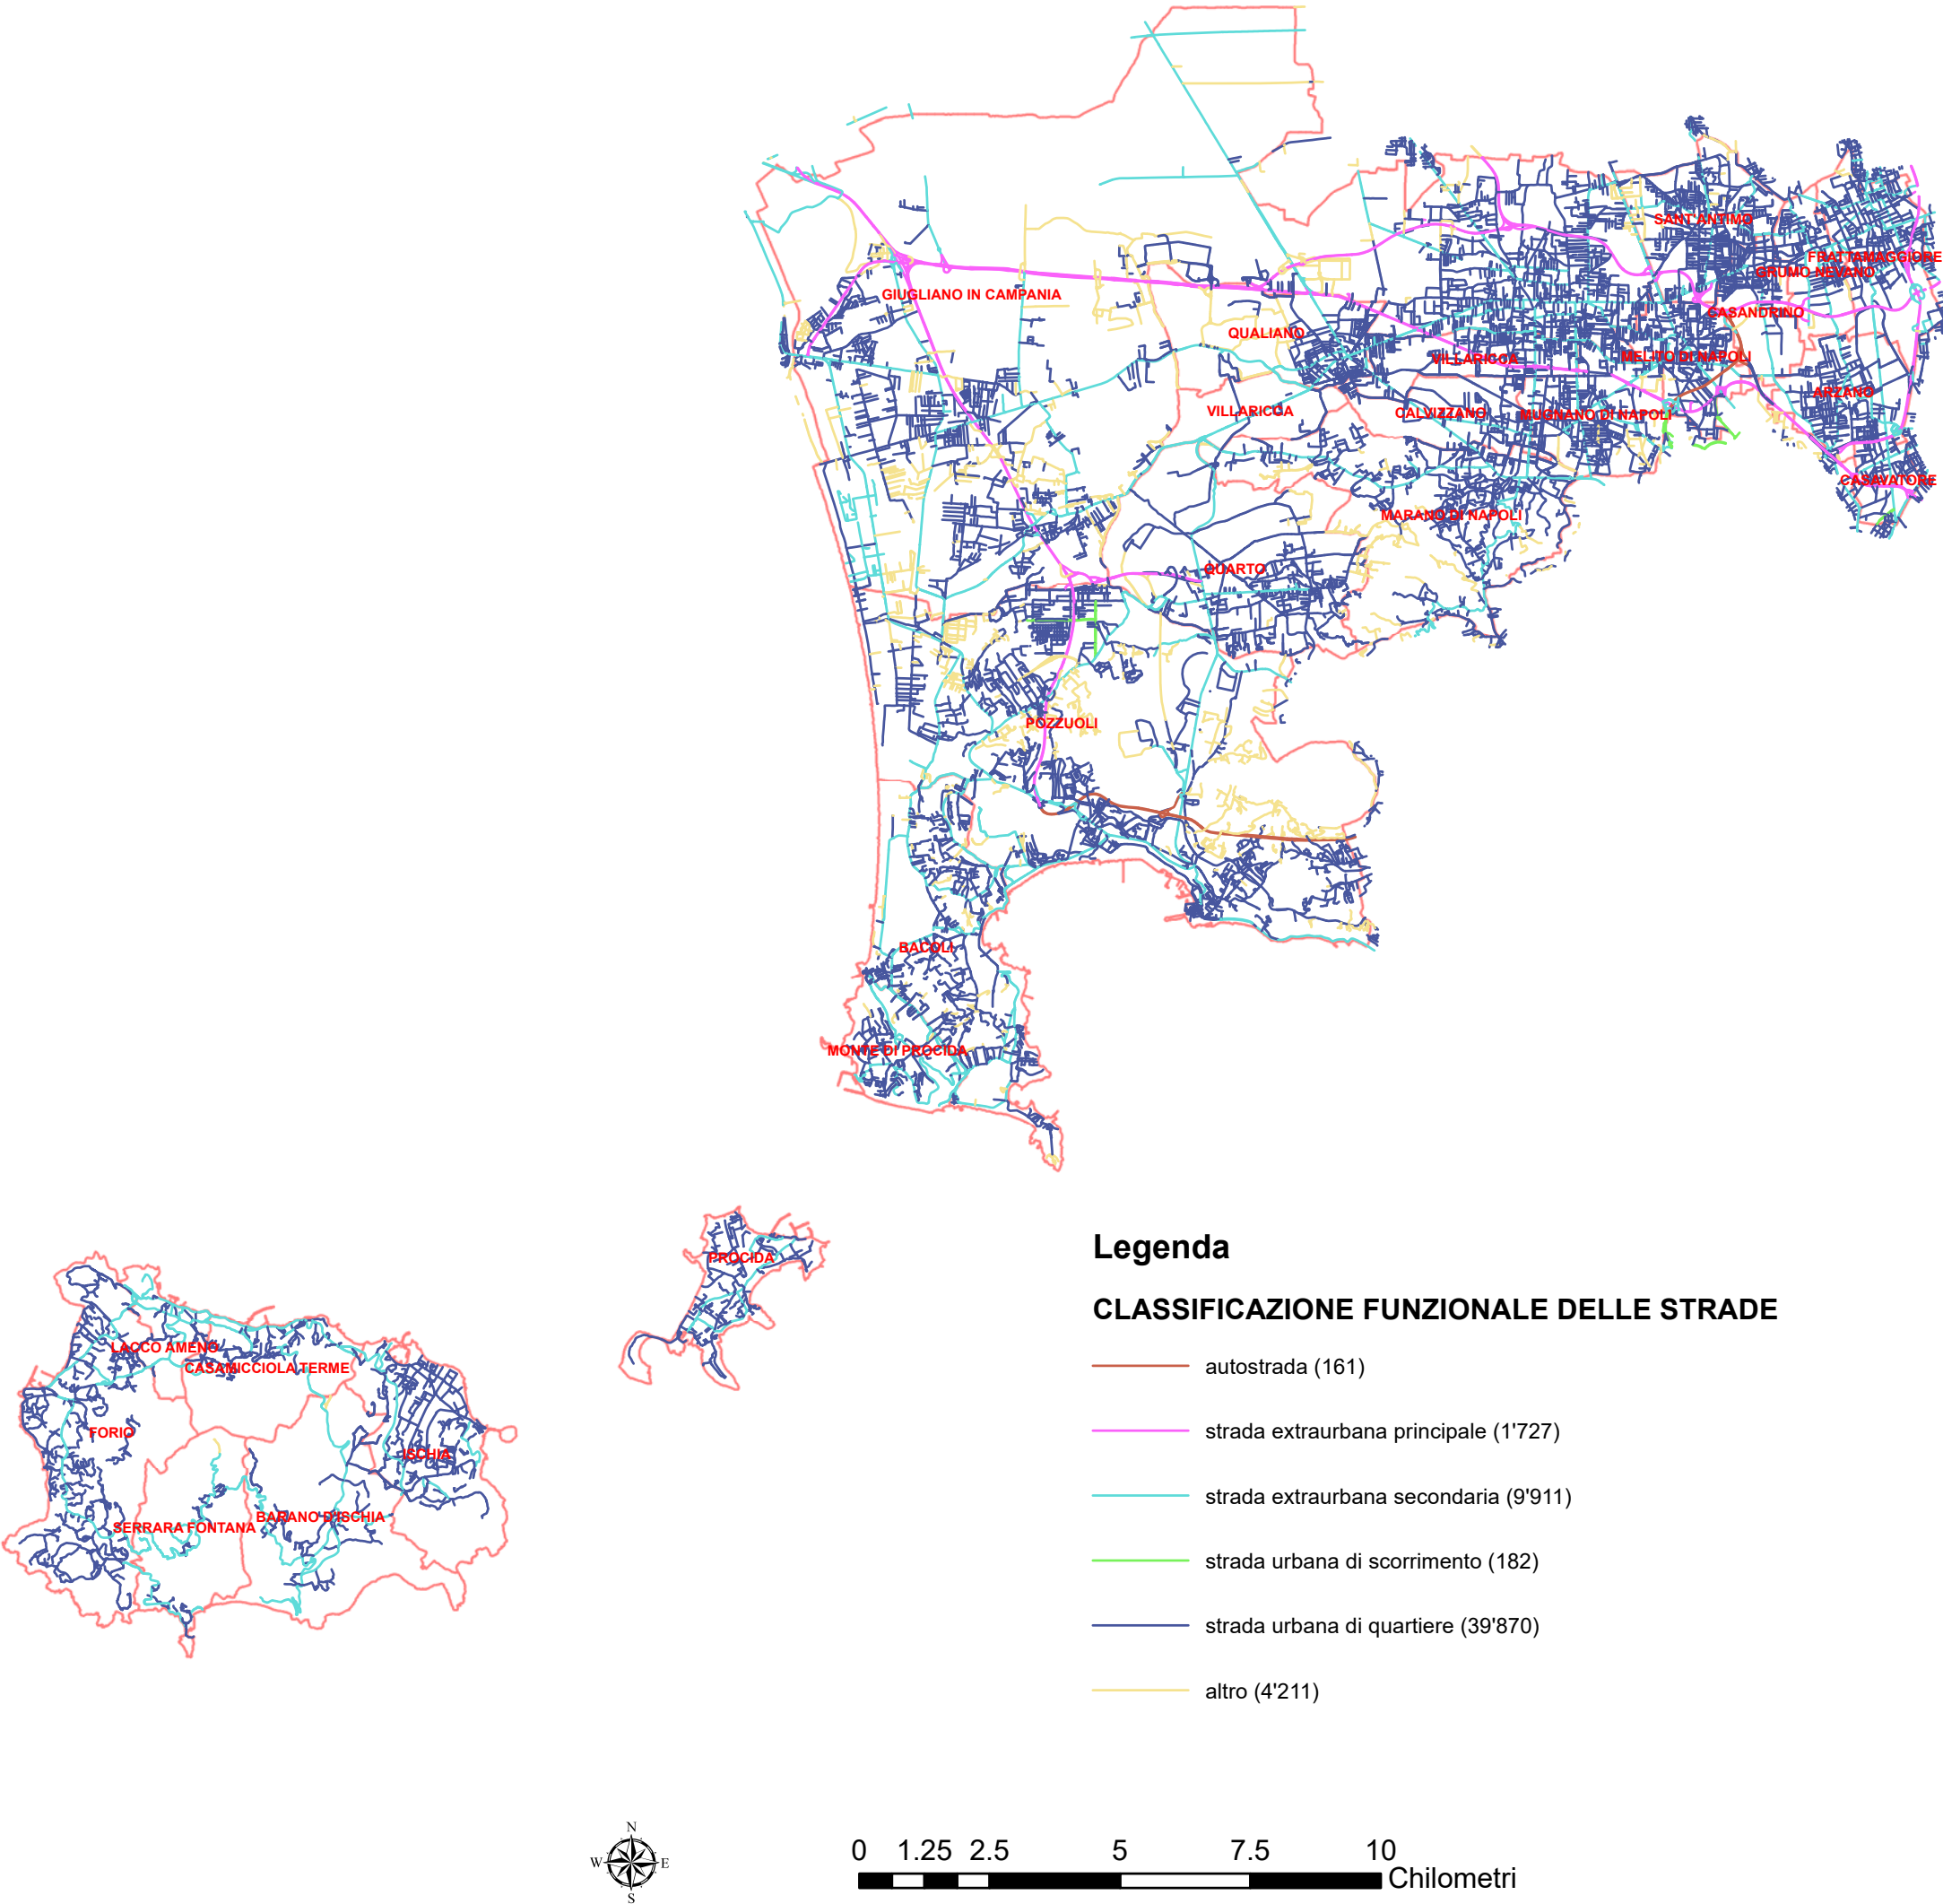 SANT'ANTIMO
FRATTAMAGGIORE
GRUMO NEVANO
GIUGLIANO IN CAMPANIA
CASANDRINO
QUALIANO
VILLARICCA
MELITO DI NAPOLI
ARZANO
VILLARICCA
CALVIZZANO
MUGNANO DI NAPOLI
CASAVATORE
MARANO DI NAPOLI
QUARTO
POZZUOLI
BACOLI
MONTE DI PROCIDA
PROCIDA
LACCO AMENO
CASAMICCIOLA TERME
FORIO
ISCHIA
BARANO D'ISCHIA
SERRARA FONTANA
Legenda
CLASSIFICAZIONE FUNZIONALE DELLE STRADE
autostrada (161)
strada extraurbana principale (1'727)
strada extraurbana secondaria (9'911)
strada urbana di scorrimento (182)
strada urbana di quartiere (39'870)
altro (4'211)
N
W E
S
0 1.25 2.5 5 7.5 10
Chilometri